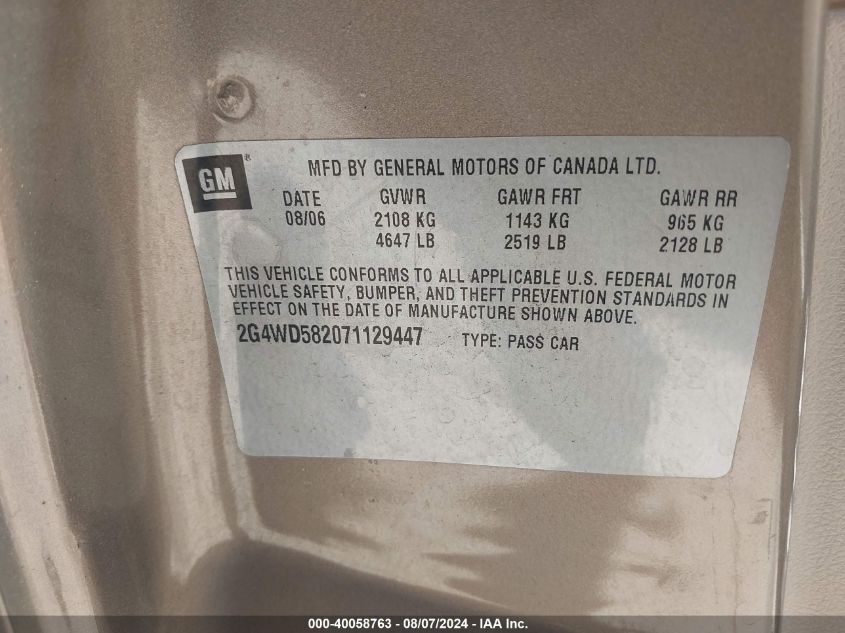 GM®
MFD BY GENERAL MOTORS OF CANADA LTD.
DATE GVWR GAWR FRT GAWR RR
08/06 2108 KG 1143 KG 965 KG
4647 LB 2519 LB 2128 LB
THIS VEHICLE CONFORMS TO ALL APPLICABLE U.S. FEDERAL MOTOR
VEHICLE SAFETY, BUMPER, AND THEFT PREVENTION STANDARDS IN
EFFECT ON THE DATE OF MANUFACTURE SHOWN ABOVE.
2G4WD582071129447 TYPE: PASS CAR
000-40058763 - 08/07/2024 - IAA Inc.